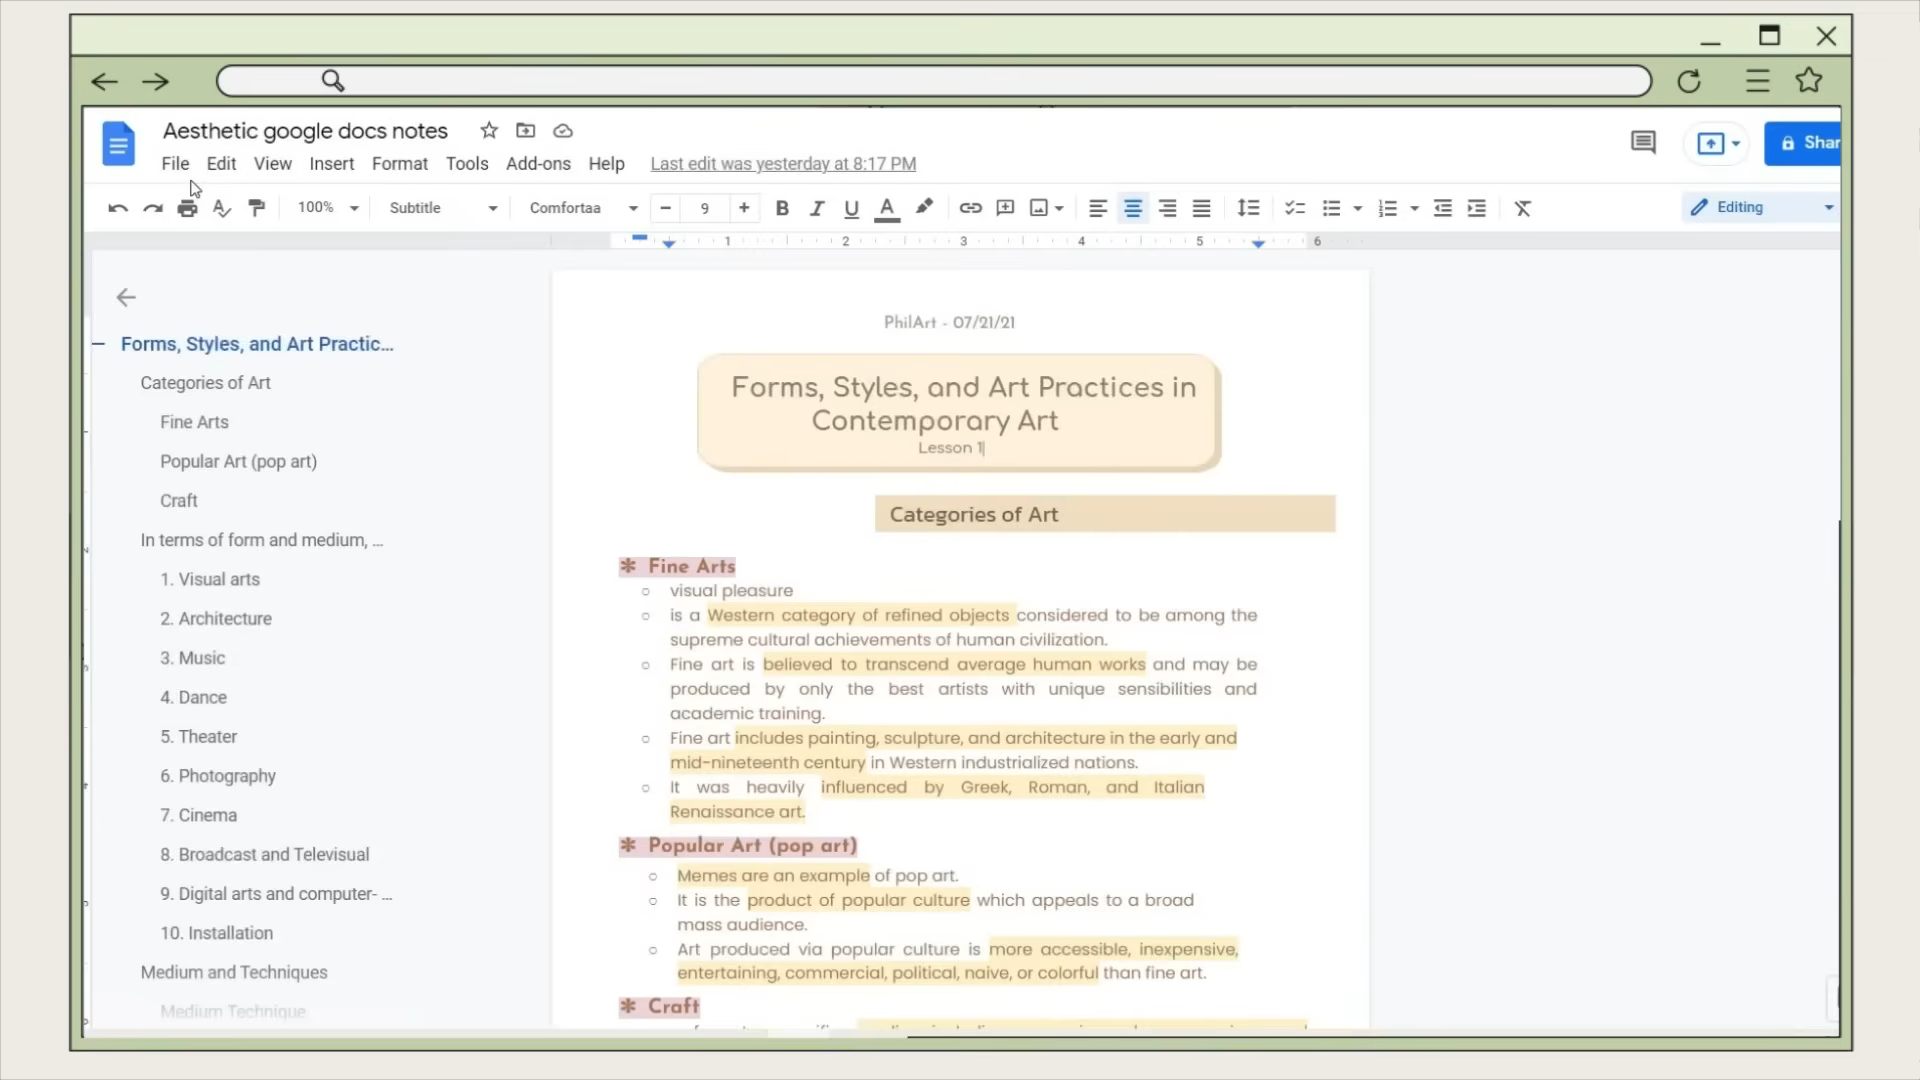 Aesthetic google docs notes
File Edit View Insert Format Tools Add-ons Help Last edit was yesterday at 8:17 PM
Shar
100% Subtitle Comfortaa 9 B I U A Editing
1 2 3 4 5 6
Forms, Styles, and Art Practic...
Categories of Art
Fine Arts
Popular Art (pop art)
Craft
In terms of form and medium, ...
1. Visual arts
2. Architecture
3. Music
4. Dance
5. Theater
6. Photography
7. Cinema
8. Broadcast and Televisual
9. Digital arts and computer- ...
10. Installation
Medium and Techniques
Medium Technique
PhilArt - 07/21/21
Forms, Styles, and Art Practices in
Contemporary Art
Lesson 1
Categories of Art
* Fine Arts
visual pleasure
is a Western category of refined objects considered to be among the
supreme cultural achievements of human civilization.
Fine art is believed to transcend average human works and may be
produced by only the best artists with unique sensibilities and
academic training.
Fine art includes painting, sculpture, and architecture in the early and
mid-nineteenth century in Western industrialized nations.
It was heavily influenced by Greek, Roman, and Italian
Renaissance art.
* Popular Art (pop art)
Memes are an example of pop art.
It is the product of popular culture which appeals to a broad
mass audience.
Art produced via popular culture is more accessible, inexpensive,
entertaining, commercial, political, naive, or colorful than fine art.
* Craft